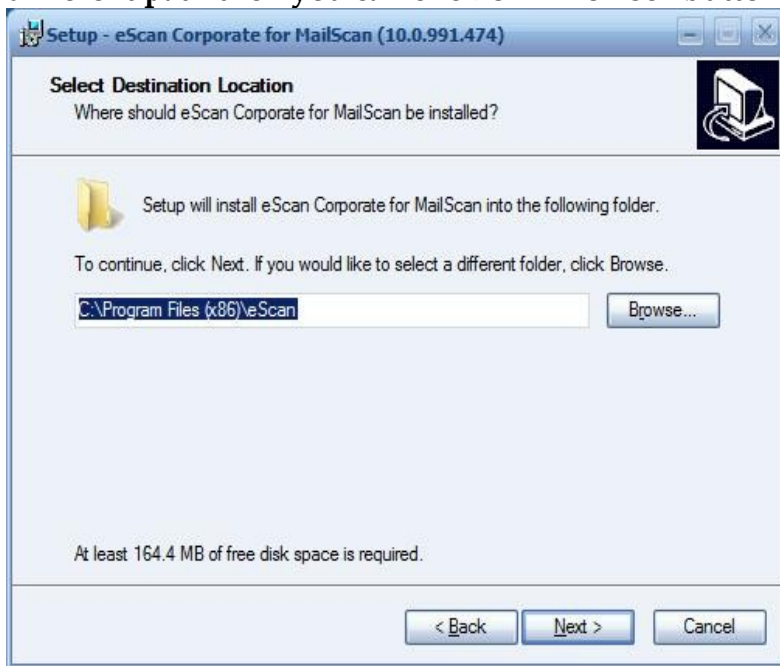 Setup - eScan Corporate for MailScan (10.0.991.474)
Select Destination Location
Where should eScan Corporate for MailScan be installed?
Setup will install eScan Corporate for MailScan into the following folder.
To continue, click Next. If you would like to select a different folder, click Browse.
C:\Program Files (x86)\eScan
Browse...
At least 164.4 MB of free disk space is required.
< Back
Next >
Cancel